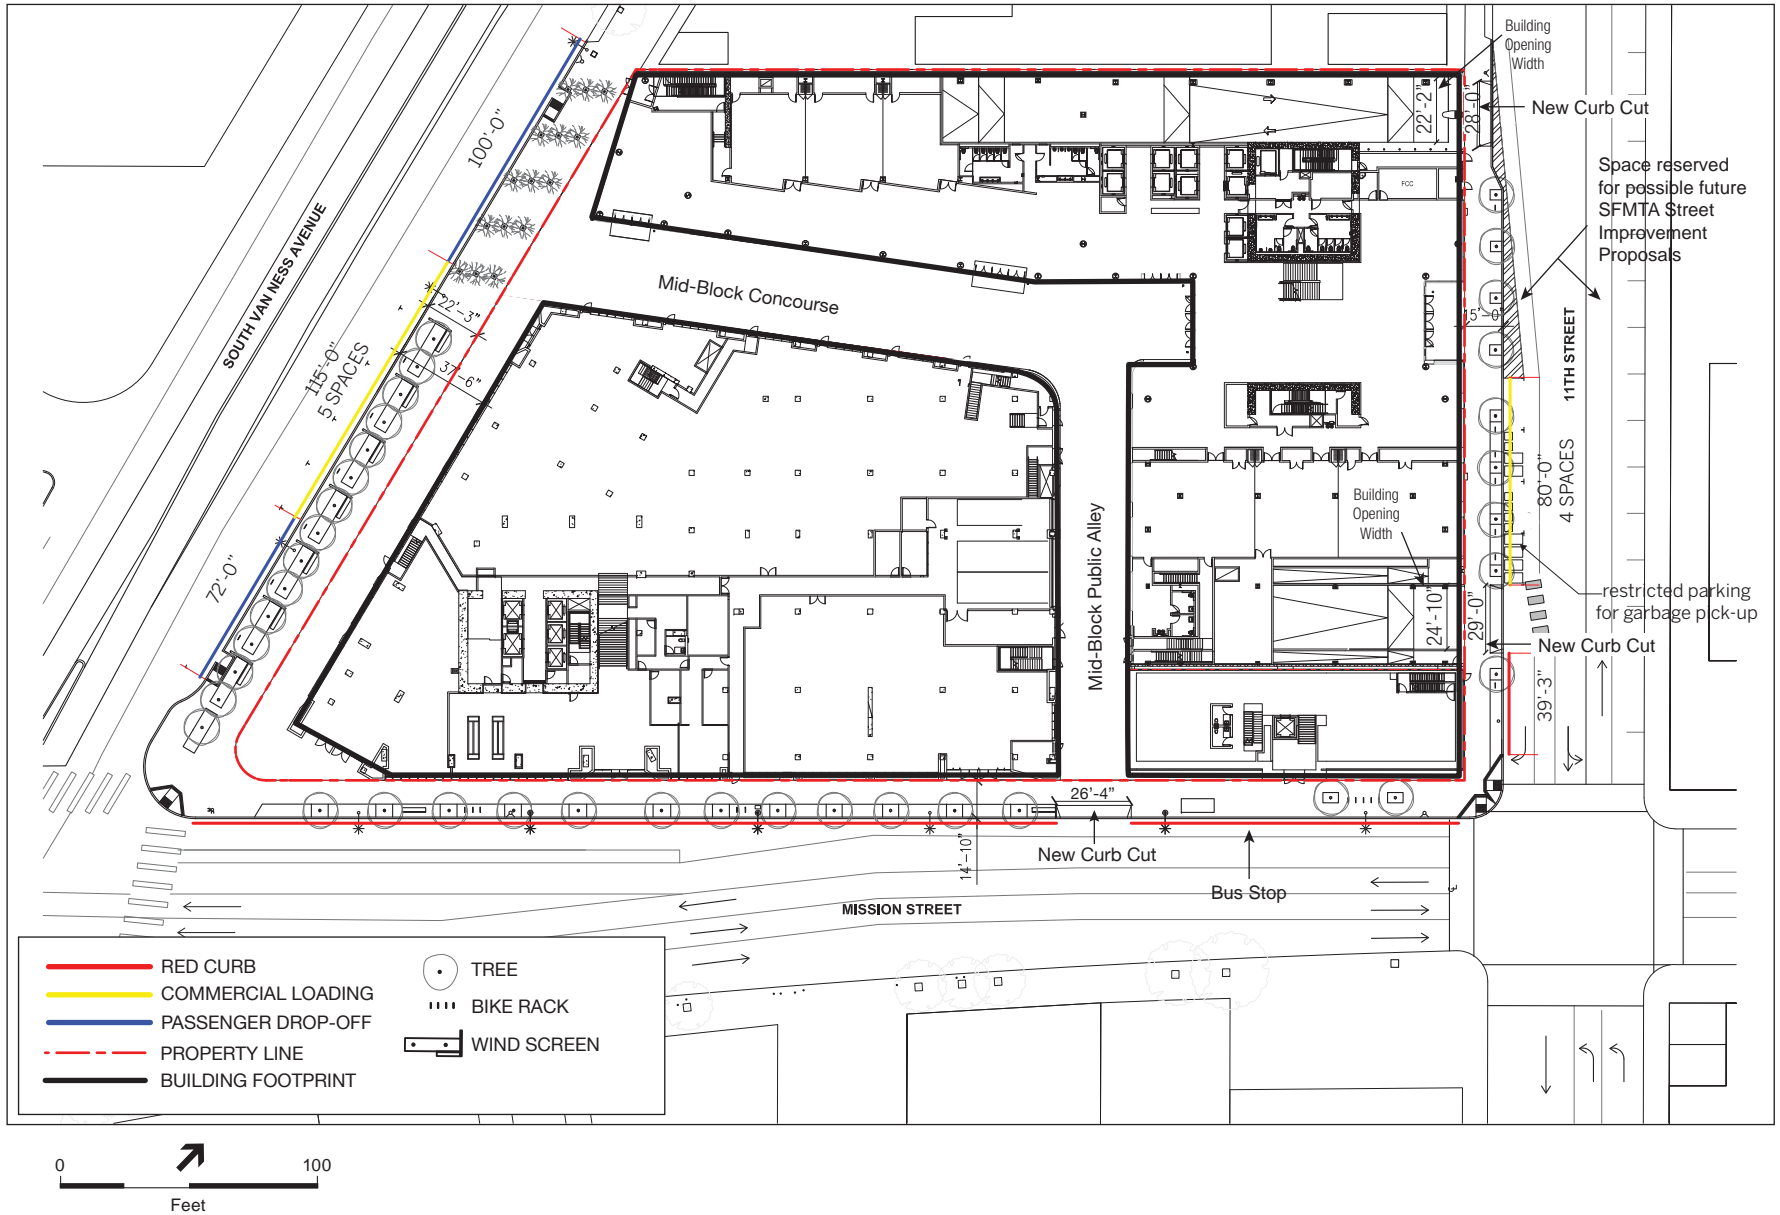 Building
Opening
Width
22'-2"
28'-0"
New Curb Cut
100'-0"
Space reserved
for possible future
SFMTA Street
Improvement
Proposals
FCC
SOUTH VAN NESS AVENUE
Mid-Block Concourse
22'-3"
5'-0"
11TH STREET
115'-0"
5 SPACES
37'-6"
80'-0"
4 SPACES
Building
Opening
Width
Mid-Block Public Alley
72'-0"
restricted parking
for garbage pick-up
24'-10"
29'-0"
New Curb Cut
39'-3"
26'-4"
14'-10"
New Curb Cut
Bus Stop
MISSION STREET
RED CURB
COMMERCIAL LOADING
PASSENGER DROP-OFF
PROPERTY LINE
BUILDING FOOTPRINT
TREE
BIKE RACK
WIND SCREEN
0
100
Feet